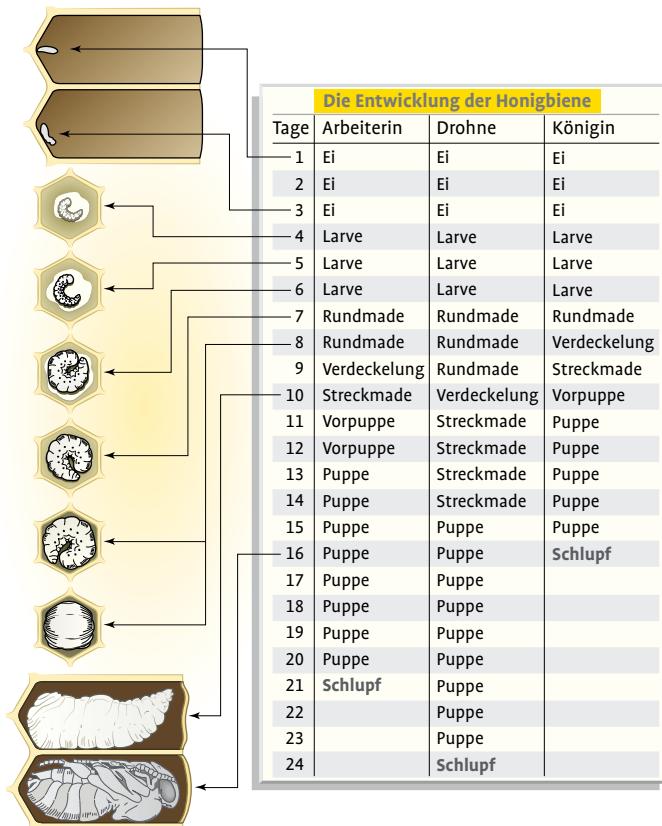 Die Entwicklung der Honigbiene
Tage Arbeiterin Drohne Königin
1 Ei Ei Ei
2 Ei Ei Ei
3 Ei Ei Ei
4 Larve Larve Larve
5 Larve Larve Larve
6 Larve Larve Larve
7 Rundmade Rundmade Rundmade
8 Rundmade Rundmade Verdeckelung
9 Verdeckelung Rundmade Streckmade
10 Streckmade Verdeckelung Vorpuppe
11 Vorpuppe Streckmade Puppe
12 Vorpuppe Streckmade Puppe
13 Puppe Streckmade Puppe
14 Puppe Streckmade Puppe
15 Puppe Puppe Puppe
16 Puppe Puppe Schlupf
17 Puppe Puppe
18 Puppe Puppe
19 Puppe Puppe
20 Puppe Puppe
21 Schlupf Puppe
22 Puppe
23 Puppe
24 Schlupf